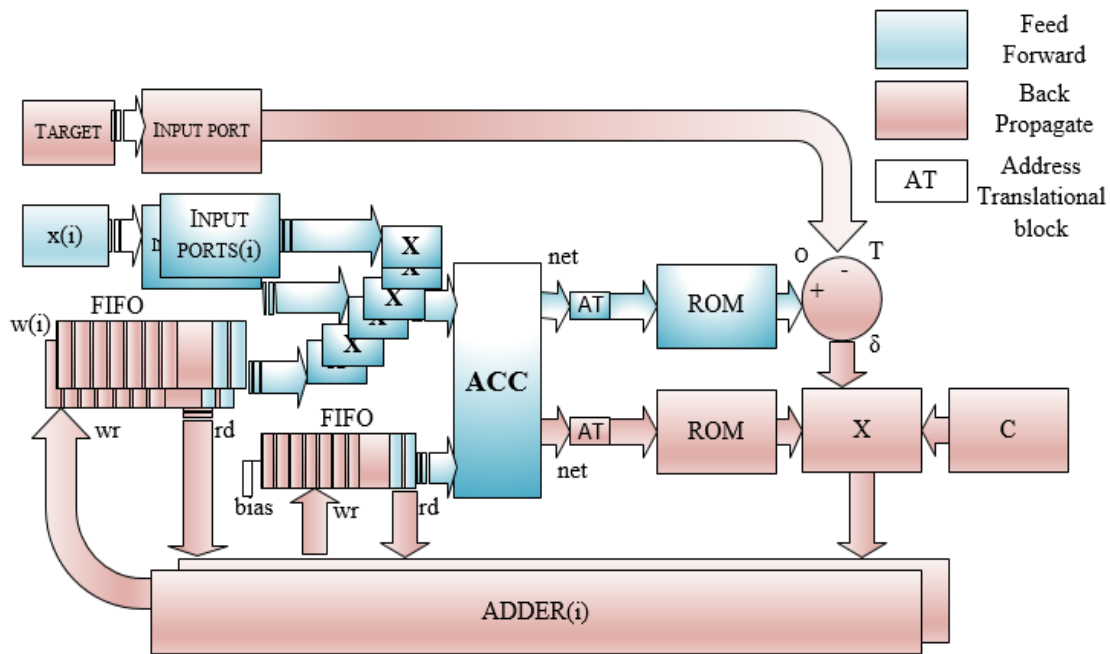 Feed
Forward
Back
Propagate
AT
Address
Translational
block
TARGET
INPUT PORT
x(i)
INPUT
PORTS(i)
X
X
X
X
X
FIFO
w(i)
wr
rd
FIFO
bias
wr
rd
ACC
net
AT
ROM
O
T
-
+
δ
net
AT
ROM
X
C
ADDER(i)